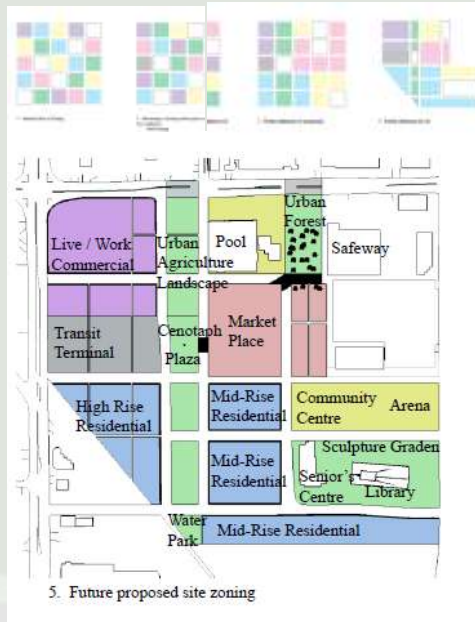 Urban
Forest
Live / Work
Commercial
Urban
Agriculture
Landscape
Pool
Safeway
Transit
Terminal
Cenotaph
Plaza
Market
Place
High Rise
Residential
Mid-Rise
Residential
Community
Centre
Arena
Mid-Rise
Residential
Sculpture Graden
Senior's
Centre
Library
Water
Park
Mid-Rise Residential
5. Future proposed site zoning